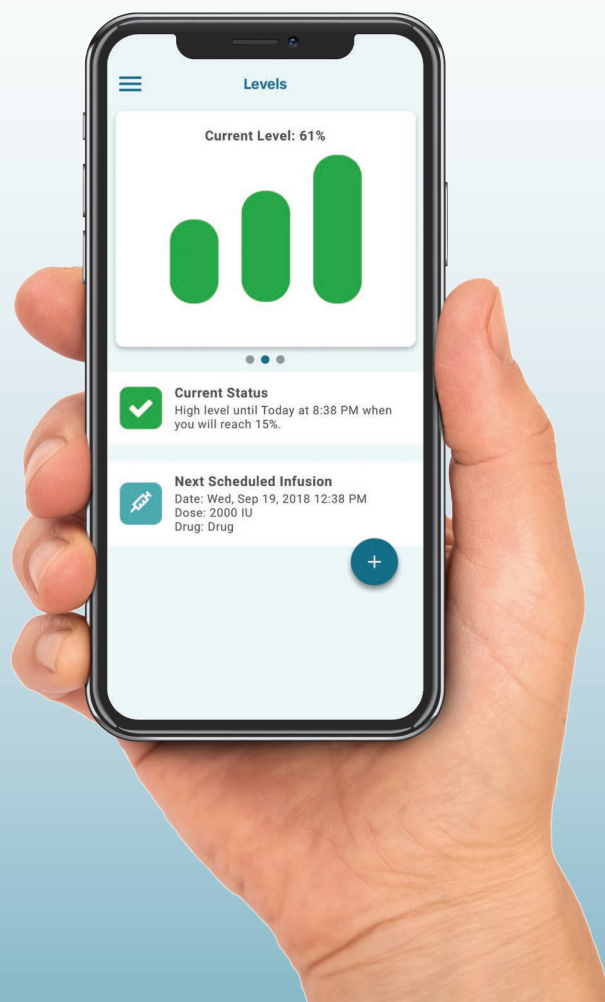 Levels
Current Level: 61%
Current Status
High level until Today at 8:38 PM when
you will reach 15%.
Next Scheduled Infusion
Date: Wed, Sep 19, 2018 12:38 PM
Dose: 2000 IU
Drug: Drug
+